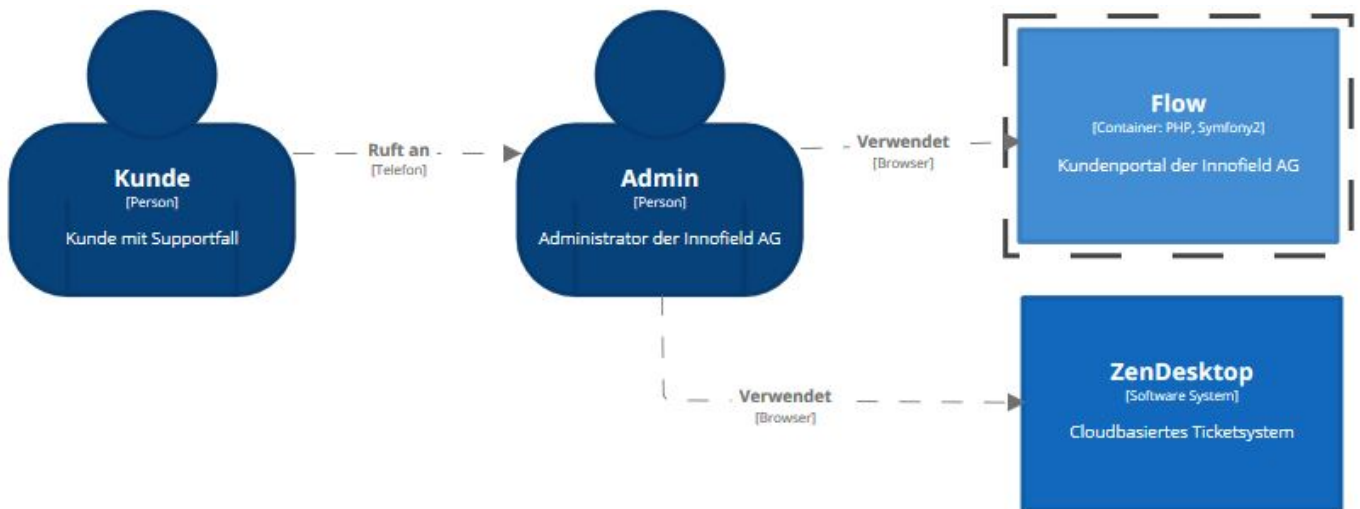 Kunde
[Person]
Kunde mit Supportfall
Ruft an
[Telefon]
Admin
[Person]
Administrator der Innofield AG
Verwendet
[Browser]
Flow
[Container: PHP, Symfony2]
Kundenportal der Innofield AG
Verwendet
[Browser]
ZenDesktop
[Software System]
Cloudbasiertes Ticketsystem